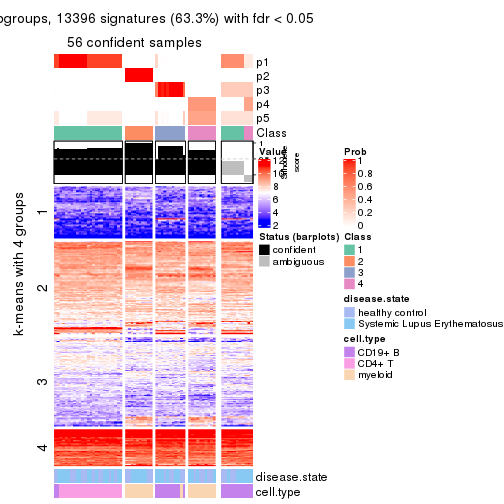 ogroups, 13396 signatures (63.3%) with fdr < 0.05
56 confident samples
p1
p2
p3
p4
p5
Class
1
Silhouette
score
k-means with 4 groups
1
2
3
4
disease.state
cell.type
Value
12
10
8
6
4
2
Prob
1
0.8
0.6
0.4
0.2
0
Status (barplots)
confident
ambiguous
Class
1
2
3
4
disease.state
healthy control
Systemic Lupus Erythematosus
cell.type
CD19+ B
CD4+ T
myeloid